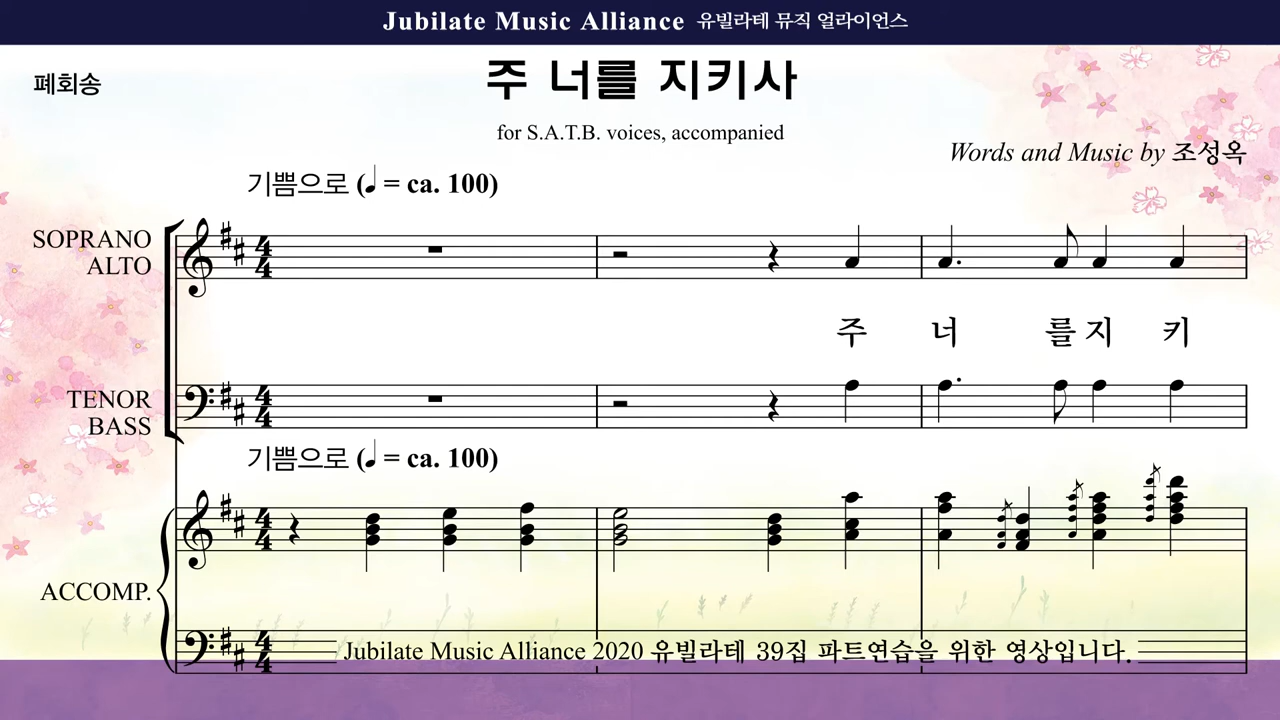 Jubilate Music Alliance 유빌라테 뮤직 얼라이언스
폐회송
주 너를 지키사
for S.A.T.B. voices, accompanied
Words and Music by 조성옥
기쁨으로 (♩ = ca. 100)
SOPRANO
ALTO
주 너 를 지 키
TENOR
BASS
기쁨으로 (♩ = ca. 100)
ACCOMP.
Jubilate Music Alliance 2020 유빌라테 39집 파트연습을 위한 영상입니다.